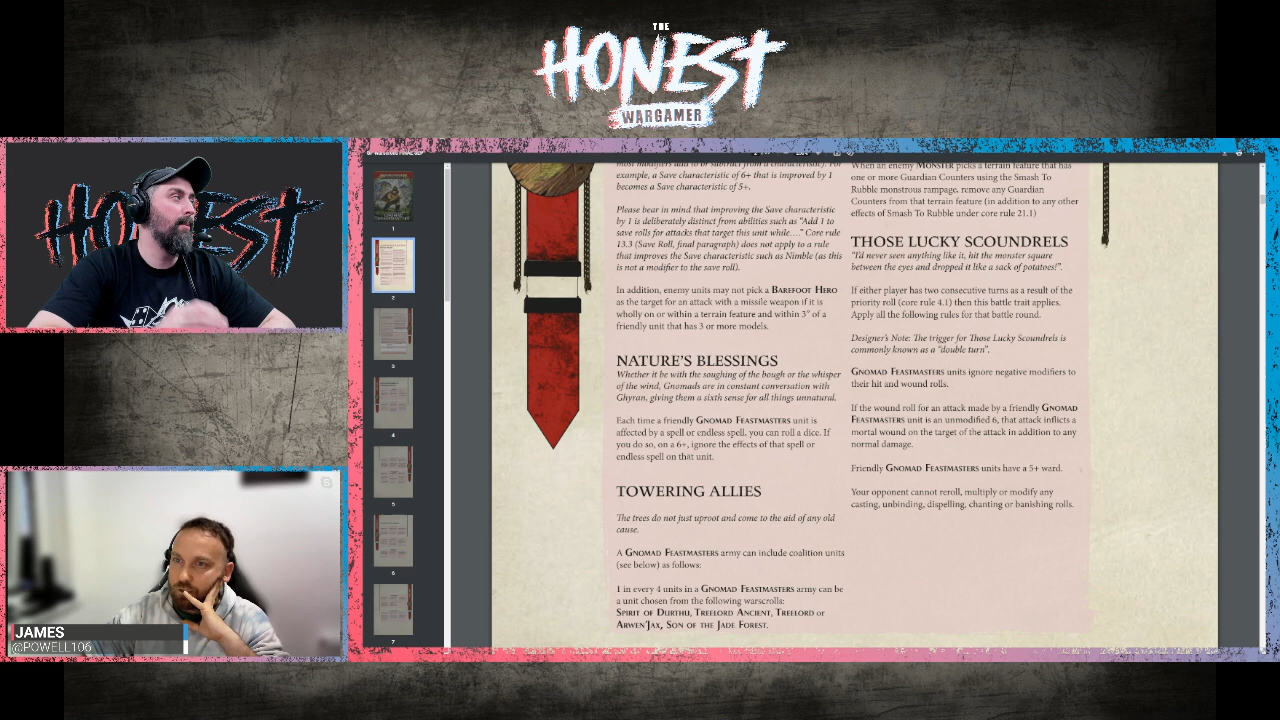 THE
HONEST
WARGAMER
HONEST
most modifiers add to or subtract from a characteristic). For
example, a Save characteristic of 6+ that is improved by 1
becomes a Save characteristic of 5+.
Please bear in mind that improving the Save characteristic
by 1 is deliberately distinct from abilities such as "Add 1 to
save rolls for attacks that target this unit while…." Core rule
13.3 (Save Roll, final paragraph) does not apply to a rule
that improves the Save characteristic such as Nimble (as this
is not a modifier to the save roll).
In addition, enemy units may not pick a BAREFOOT HERO
as the target for an attack with a missile weapon if it is
wholly on or within a terrain feature and within 3" of a
friendly unit that has 3 or more models.
NATURE'S BLESSINGS
Whether it be with the soughing of the bough or the whisper
of the wind, Gnomads are in constant conversation with
Ghyran, giving them a sixth sense for all things unnatural.
Each time a friendly GNOMAD FEASTMASTERS unit is
affected by a spell or endless spell, you can roll a dice. If
you do so, on a 6+, ignore the effects of that spell or
endless spell on that unit.
TOWERING ALLIES
The trees do not just uproot and come to the aid of any old
cause.
A GNOMAD FEASTMASTERS army can include coalition units
(see below) as follows:
1 in every 4 units in a GNOMAD FEASTMASTERS army can be
a unit chosen from the following warscrolls:
SPIRIT OF DURTHU, TREELORD ANCIENT, TREELORD or
ARWEN'JAX, SON OF THE JADE FOREST.
When an enemy MONSTER picks a terrain feature that has
one or more Guardian Counters using the Smash To
Rubble monstrous rampage, remove any Guardian
Counters from that terrain feature (in addition to any other
effects of Smash To Rubble under core rule 21.1)
THOSE LUCKY SCOUNDRELS
"I'd never seen anything like it, hit the monster square
between the eyes and dropped it like a sack of potatoes!".
If either player has two consecutive turns as a result of the
priority roll (core rule 4.1) then this battle trait applies.
Apply all the following rules for that battle round.
Designer's Note: The trigger for Those Lucky Scoundrels is
commonly known as a "double turn".
GNOMAD FEASTMASTERS units ignore negative modifiers to
their hit and wound rolls.
If the wound roll for an attack made by a friendly GNOMAD
FEASTMASTERS unit is an unmodified 6, that attack inflicts a
mortal wound on the target of the attack in addition to any
normal damage.
Friendly GNOMAD FEASTMASTERS units have a 5+ ward.
Your opponent cannot reroll, multiply or modify any
casting, unbinding, dispelling, chanting or banishing rolls.
1
2
3
4
5
6
7
JAMES
@POWELL106